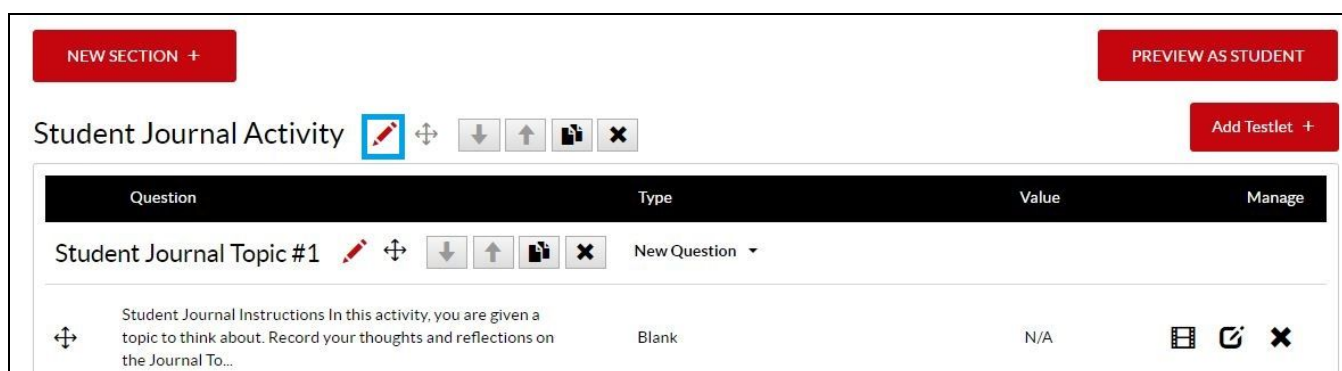 NEW SECTION +
PREVIEW AS STUDENT
Student Journal Activity
Add Testlet +
Question Type Value Manage
Student Journal Topic #1 New Question
Student Journal Instructions In this activity, you are given a
topic to think about. Record your thoughts and reflections on
the Journal To...
Blank
N/A